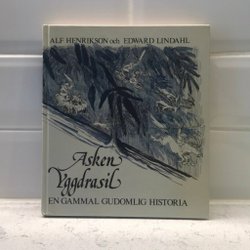 ALF HENRIKSON och EDWARD LINDAHL
Asken
Yggdrasil
EN GAMMAL GUDOMLIG HISTORIA